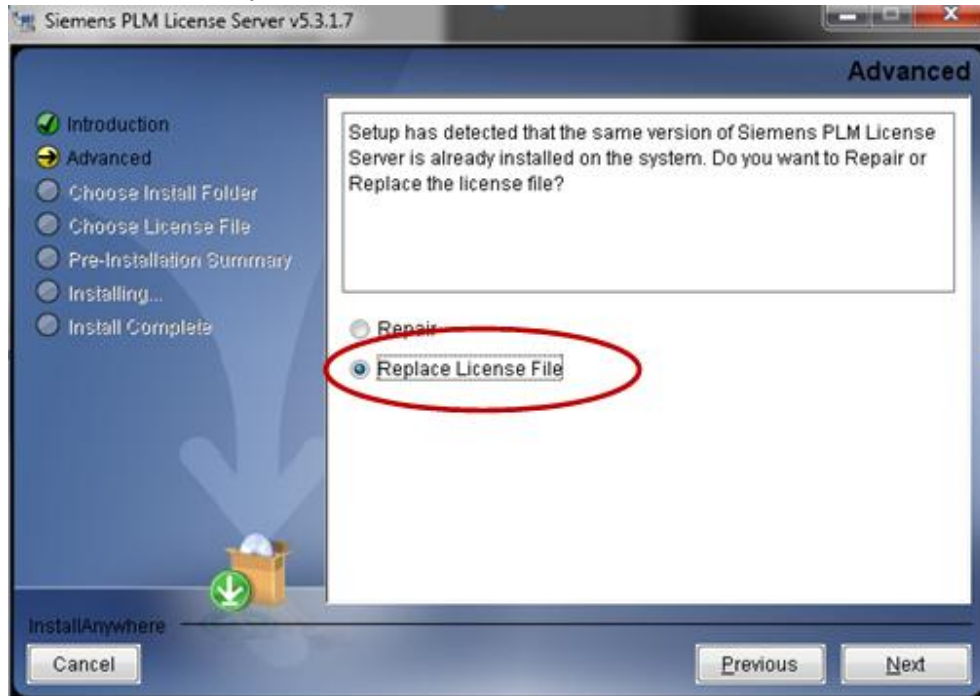 Siemens PLM License Server v5.3.1.7
Advanced
Introduction
Advanced
Choose Install Folder
Choose License File
Pre-Installation Summary
Installing...
Install Complete
Setup has detected that the same version of Siemens PLM License
Server is already installed on the system. Do you want to Repair or
Replace the license file?
Repair
Replace License File
InstallAnywhere
Cancel
Previous
Next